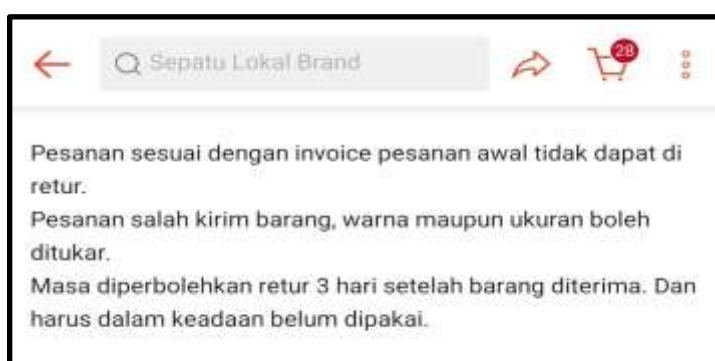 Sepatu Lokal Brand
28
Pesanan sesuai dengan invoice pesanan awal tidak dapat di
retur.
Pesanan salah kirim barang, warna maupun ukuran boleh
ditukar.
Masa diperbolehkan retur 3 hari setelah barang diterima. Dan
harus dalam keadaan belum dipakai.